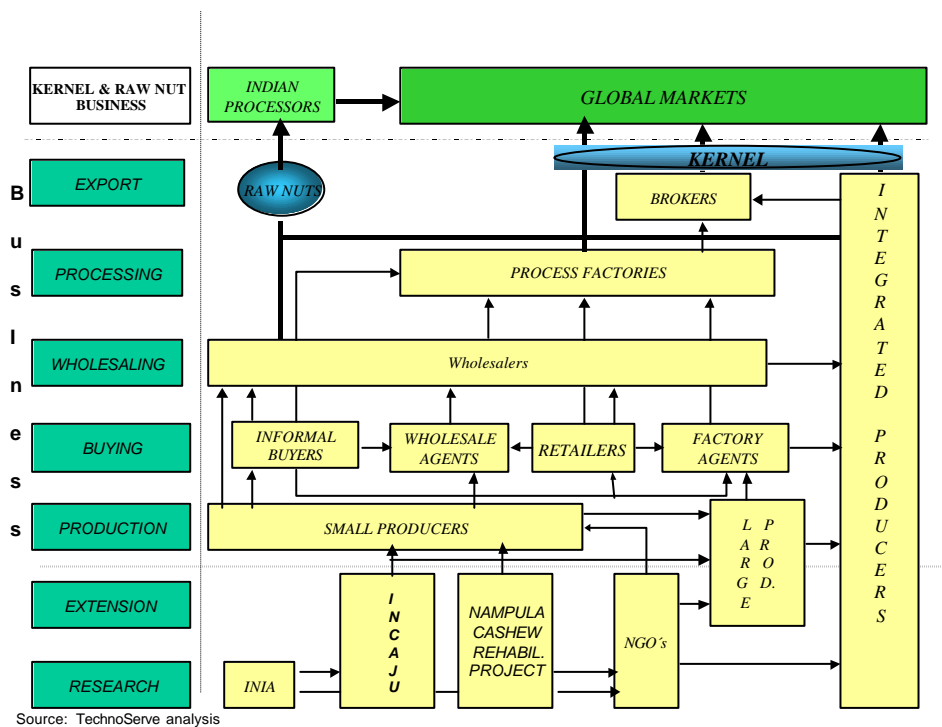 KERNEL & RAW NUT
BUSINESS
INDIAN
PROCESSORS
GLOBAL MARKETS
KERNEL
B
u
s
I
n
e
s
s
EXPORT
RAW NUTS
BROKERS
PROCESSING
PROCESS FACTORIES
WHOLESALING
Wholesalers
BUYING
INFORMAL
BUYERS
WHOLESALE
AGENTS
RETAILERS
FACTORY
AGENTS
PRODUCTION
SMALL PRODUCERS
L P
A R
R O
G D.
E
I
N
T
E
G
R
A
T
E
D
P
R
O
D
U
C
E
R
S
EXTENSION
I
N
C
A
J
U
NAMPULA
CASHEW
REHABIL.
PROJECT
NGO´s
RESEARCH
INIA
Source: TechnoServe analysis